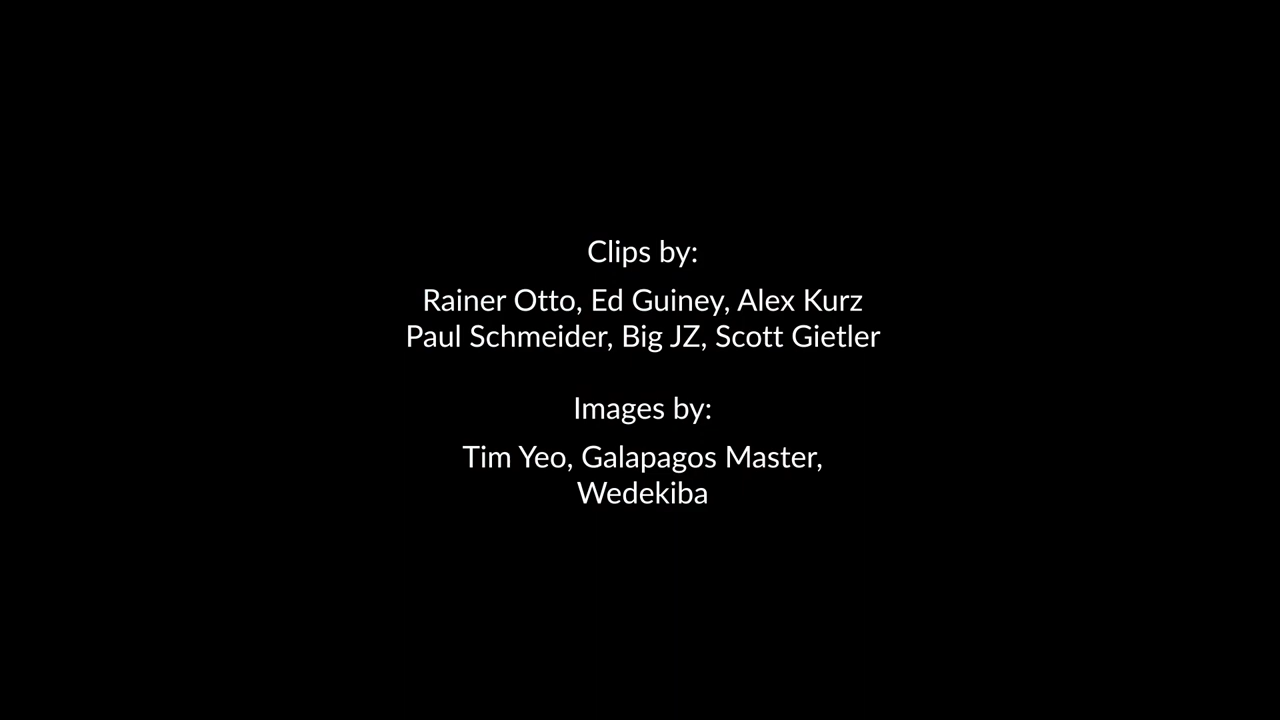 Clips by:
Rainer Otto, Ed Guiney, Alex Kurz
Paul Schmeider, Big JZ, Scott Gietler
Images by:
Tim Yeo, Galapagos Master,
Wedekiba